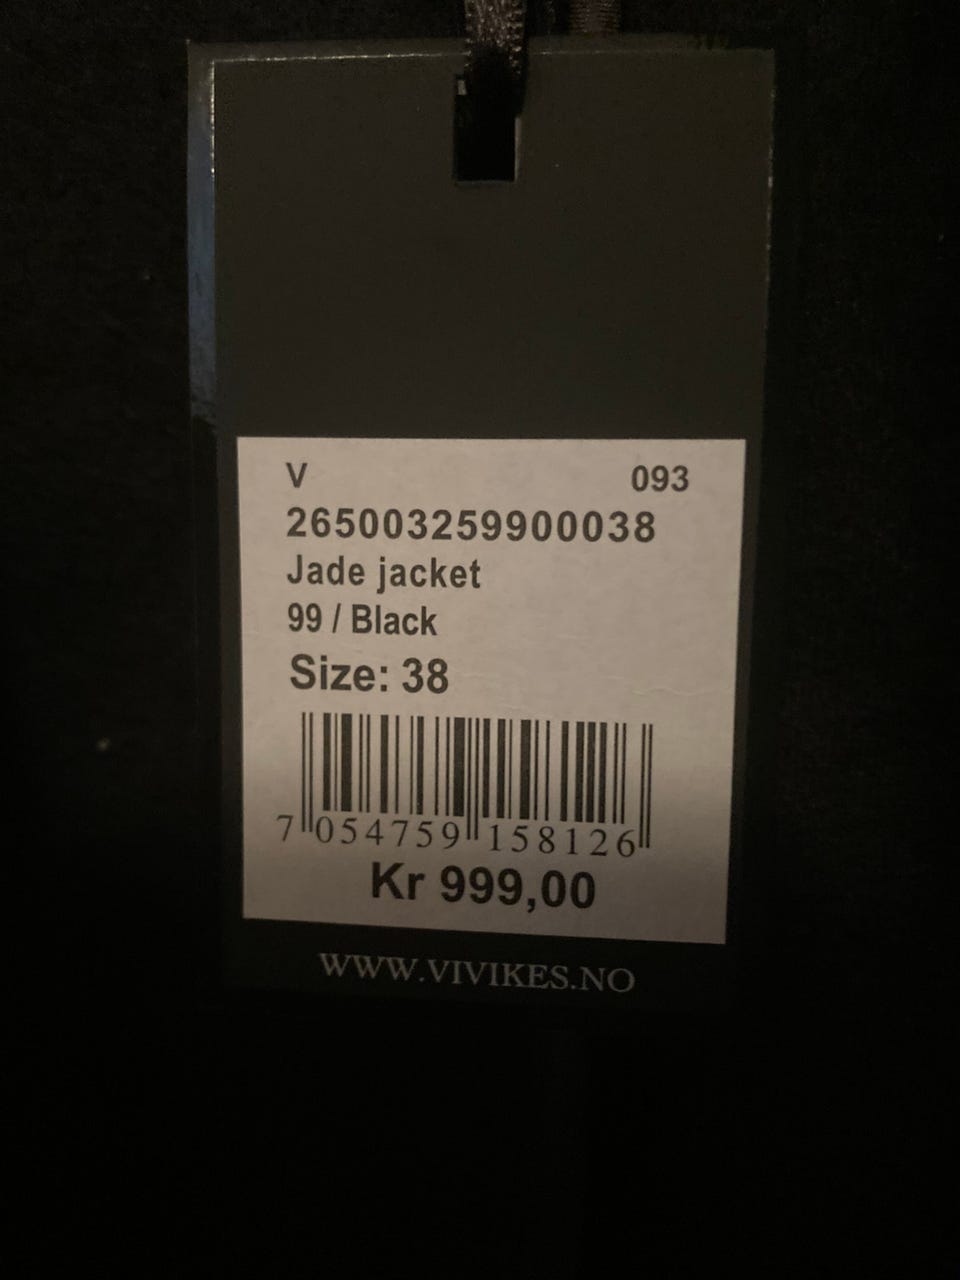 V 093
265003259900038
Jade jacket
99 / Black
Size: 38
7 054759 158126
Kr 999,00
WWW.VIVIKES.NO